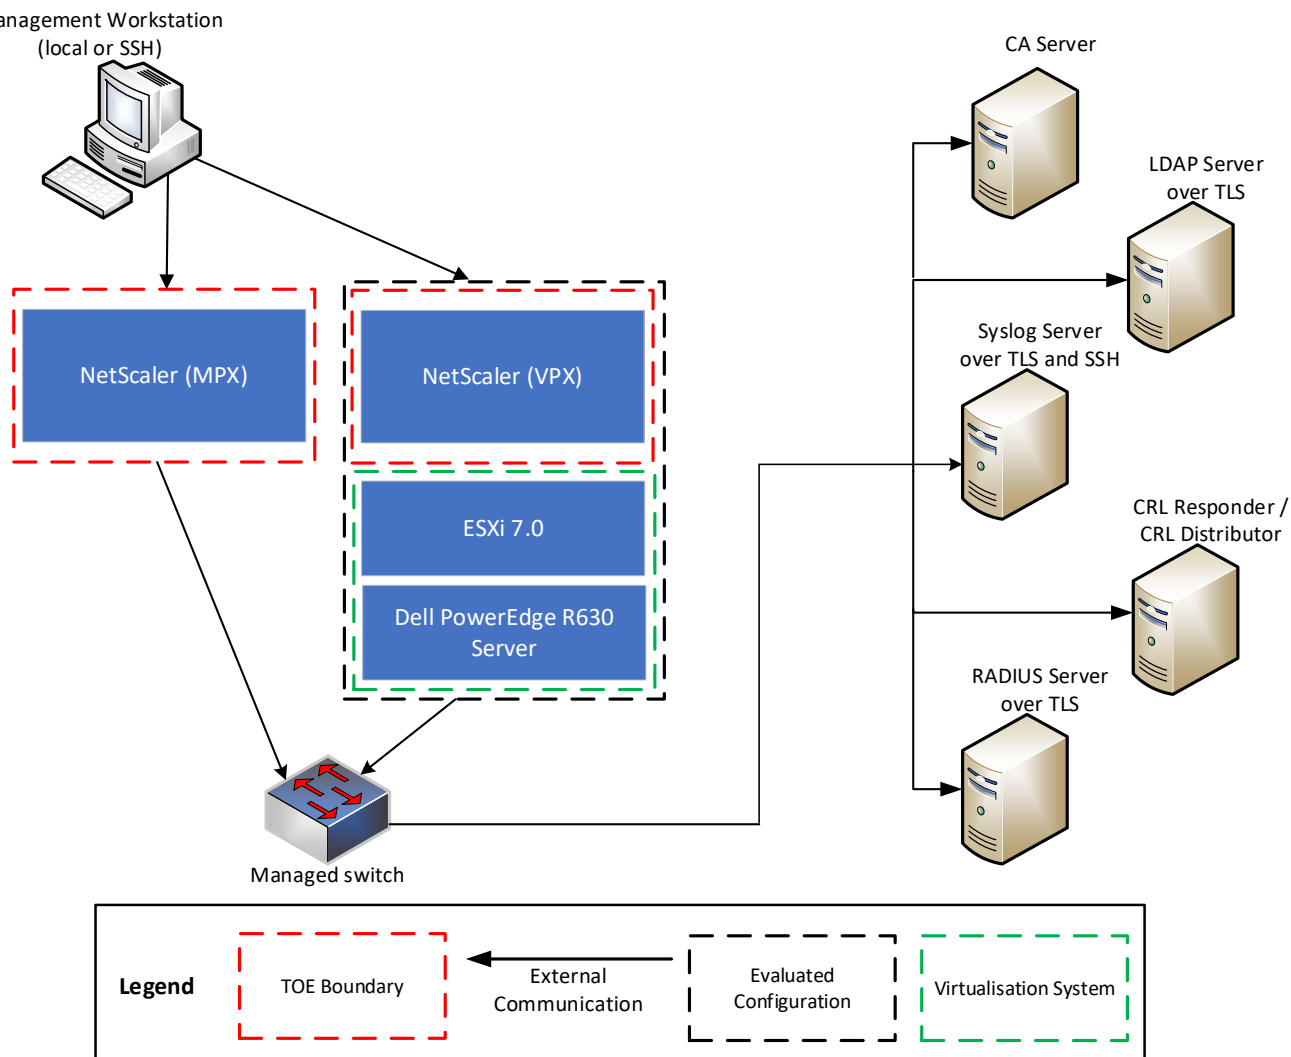 anagement Workstation
(local or SSH)
CA Server
LDAP Server
over TLS
NetScaler (MPX)
NetScaler (VPX)
Syslog Server
over TLS and SSH
ESXi 7.0
CRL Responder /
CRL Distributor
Dell PowerEdge R630
Server
RADIUS Server
over TLS
Managed switch
Legend
TOE Boundary
External
Communication
Evaluated
Configuration
Virtualisation System